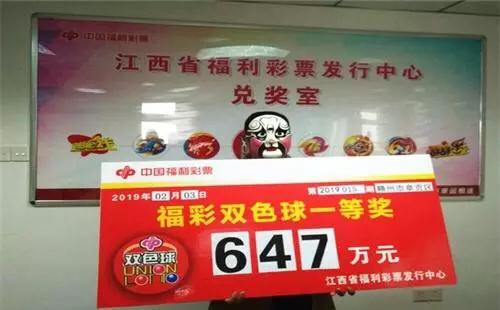 中国福利彩票
江西省福利彩票发行中心
兑奖室
中国福利彩票
2019年02月03日
第2019015期 赣州市章贡区
福彩双色球一等奖
双色球
UNION
LOTTO
647万元
江西省福利彩票发行中心